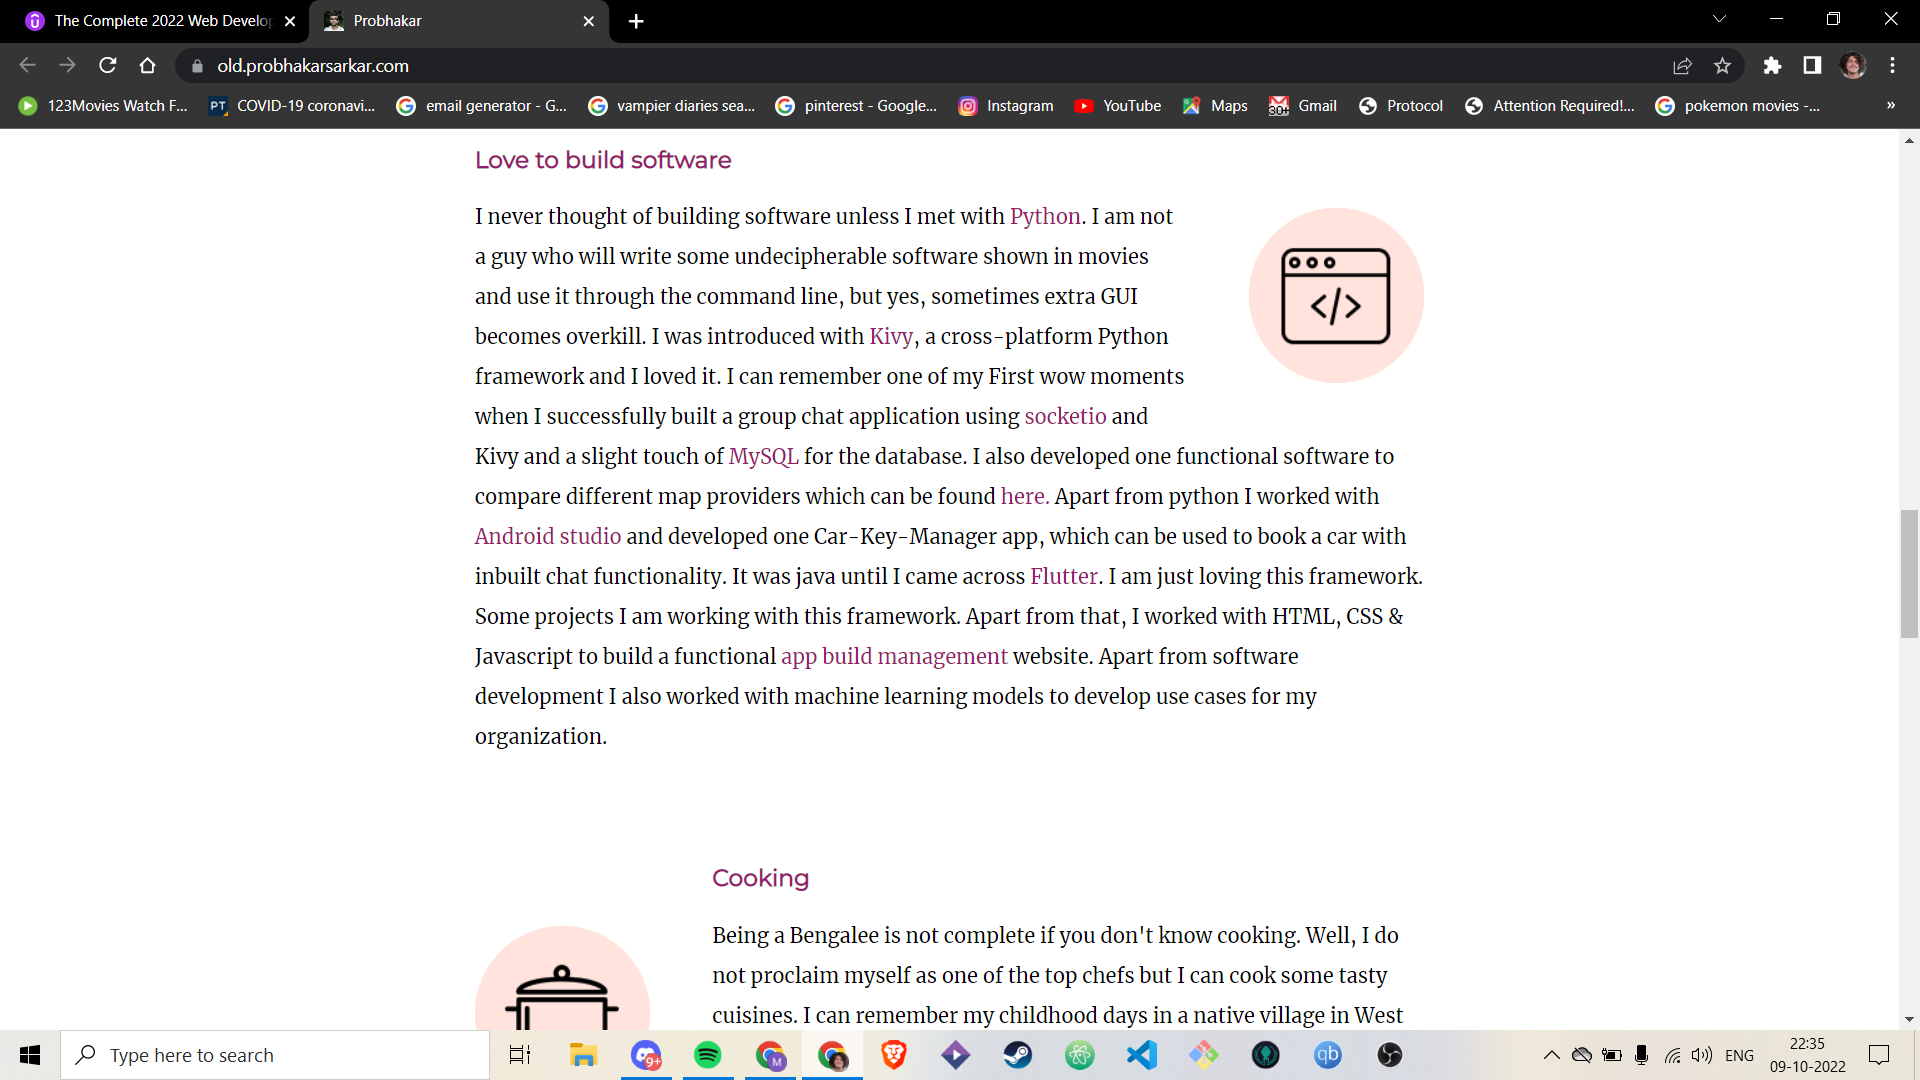 The Complete 2022 Web Develop
Probhakar
old.probhakarsarkar.com
123Movies Watch F...
PT
COVID-19 coronavi...
email generator - G...
vampier diaries sea...
pinterest - Google...
Instagram
YouTube
Maps
30+
Gmail
Protocol
Attention Required!...
pokemon movies -...
»
Love to build software
I never thought of building software unless I met with Python. I am not
a guy who will write some undecipherable software shown in movies
and use it through the command line, but yes, sometimes extra GUI
becomes overkill. I was introduced with Kivy, a cross-platform Python
framework and I loved it. I can remember one of my First wow moments
when I successfully built a group chat application using socketio and
Kivy and a slight touch of MySQL for the database. I also developed one functional software to
compare different map providers which can be found here. Apart from python I worked with
Android studio and developed one Car-Key-Manager app, which can be used to book a car with
inbuilt chat functionality. It was java until I came across Flutter. I am just loving this framework.
Some projects I am working with this framework. Apart from that, I worked with HTML, CSS &
Javascript to build a functional app build management website. Apart from software
development I also worked with machine learning models to develop use cases for my
organization.
</>
Cooking
Being a Bengalee is not complete if you don't know cooking. Well, I do
not proclaim myself as one of the top chefs but I can cook some tasty
cuisines. I can remember my childhood days in a native village in West
Type here to search
9+
M
qb
ENG
22:35
09-10-2022